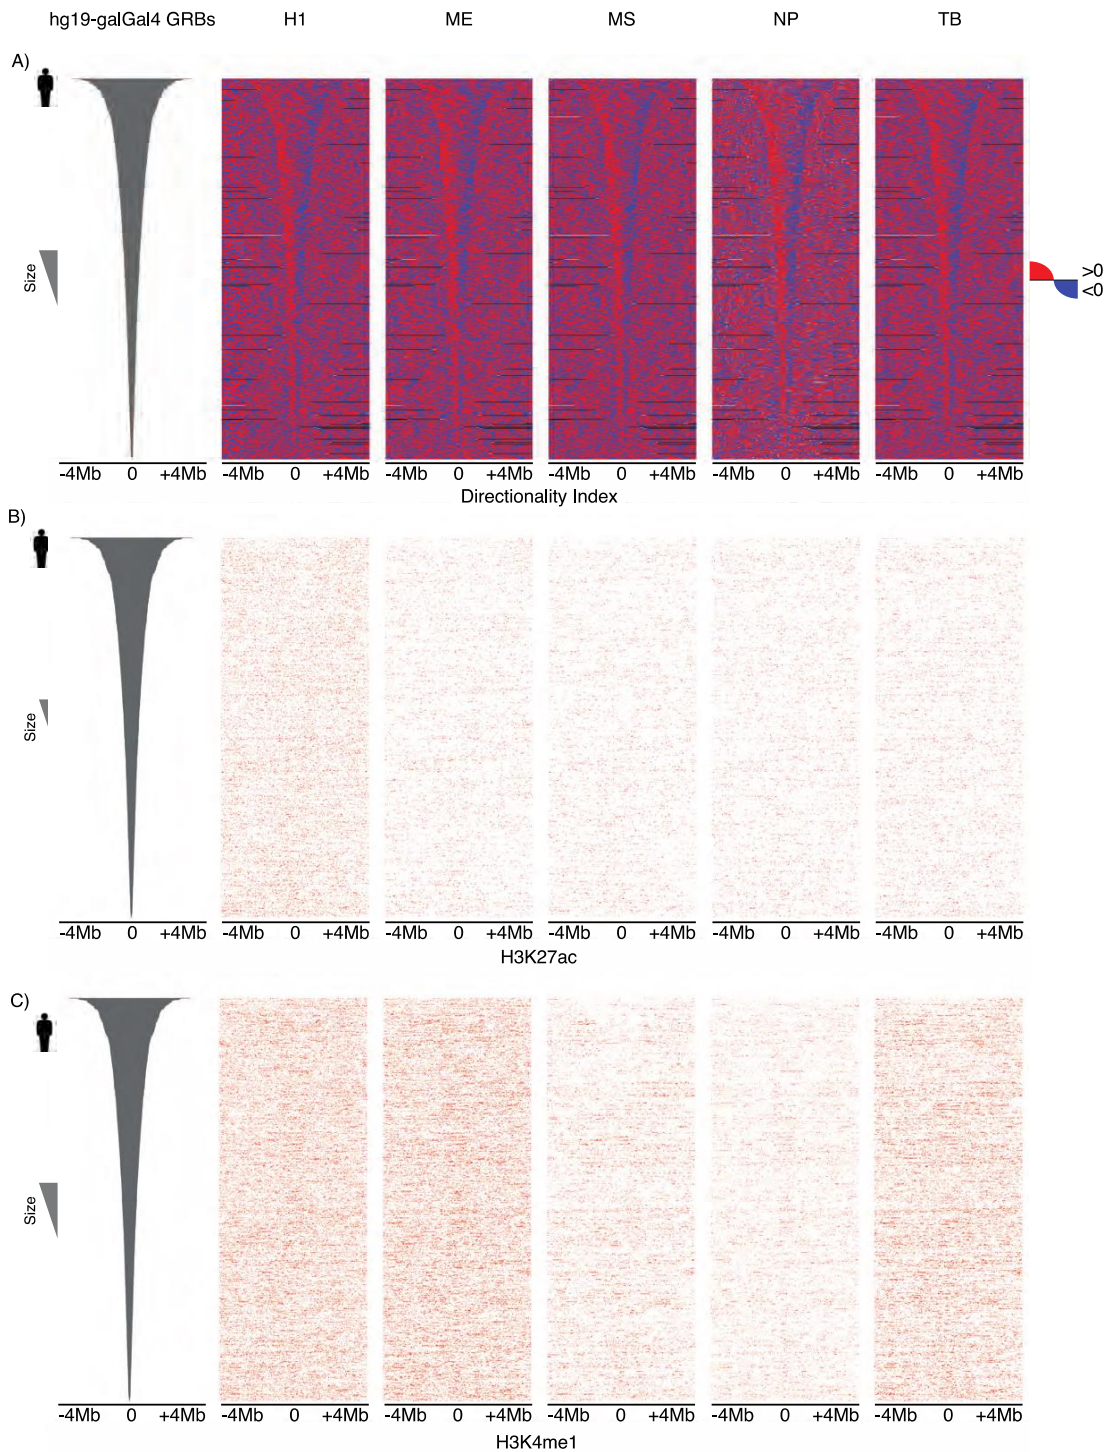 hg19-galGal4 GRBs H1 ME MS NP TB
A)
Size
>0
<0
-4Mb 0 +4Mb -4Mb 0 +4Mb -4Mb 0 +4Mb -4Mb 0 +4Mb -4Mb 0 +4Mb -4Mb 0 +4Mb
Directionality Index
B)
Size
-4Mb 0 +4Mb -4Mb 0 +4Mb -4Mb 0 +4Mb -4Mb 0 +4Mb -4Mb 0 +4Mb -4Mb 0 +4Mb
H3K27ac
C)
Size
-4Mb 0 +4Mb -4Mb 0 +4Mb -4Mb 0 +4Mb -4Mb 0 +4Mb -4Mb 0 +4Mb -4Mb 0 +4Mb
H3K4me1